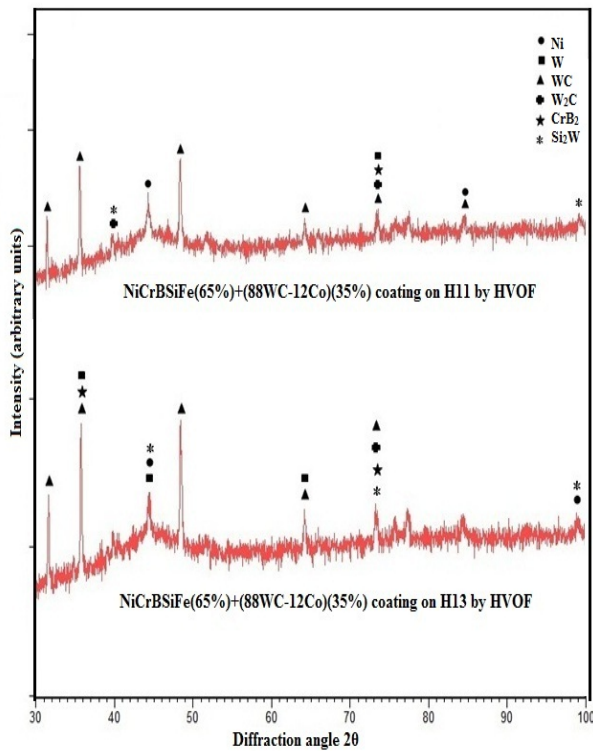 Ni
W
WC
W₂C
CrB₂
Si₂W
NiCrBSiFe(65%)+(88WC-12Co)(35%) coating on H11 by HVOF
NiCrBSiFe(65%)+(88WC-12Co)(35%) coating on H13 by HVOF
Intensity (arbitrary units)
30 40 50 60 70 80 90 100
Diffraction angle 2θ